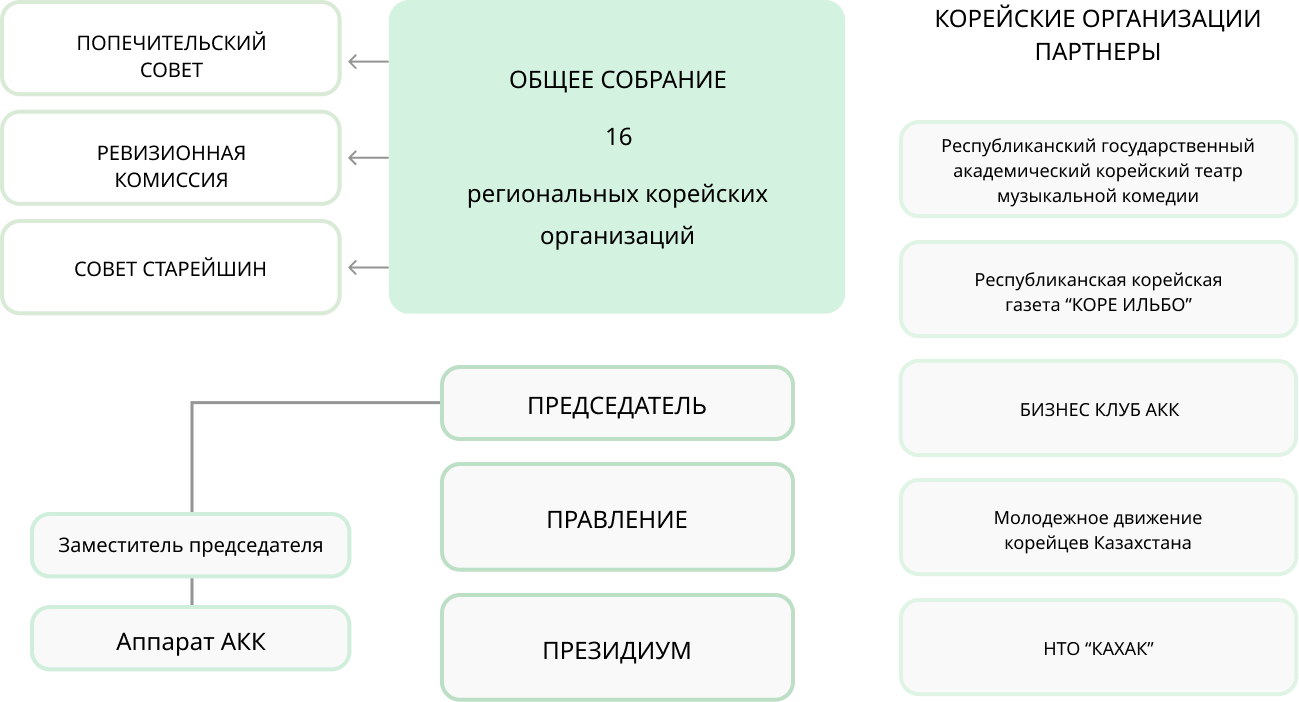 ПОПЕЧИТЕЛЬСКИЙ
СОВЕТ
РЕВИЗИОННАЯ
КОМИССИЯ
СОВЕТ СТАРЕЙШИН
ОБЩЕЕ СОБРАНИЕ
16
региональных корейских
организаций
ПРЕДСЕДАТЕЛЬ
ПРАВЛЕНИЕ
ПРЕЗИДИУМ
Заместитель председателя
Аппарат АКК
КОРЕЙСКИЕ ОРГАНИЗАЦИИ
ПАРТНЕРЫ
Республиканский государственный
академический корейский театр
музыкальной комедии
Республиканская корейская
газета “КОРЕ ИЛЬБО”
БИЗНЕС КЛУБ АКК
Молодежное движение
корейцев Казахстана
НТО “КАХАК”